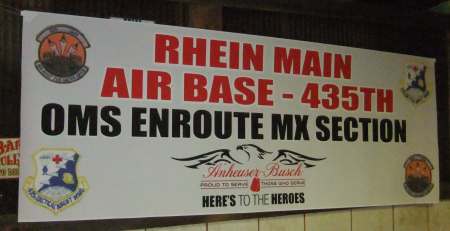 RHEIN MAIN
AIR BASE - 435TH
OMS ENROUTE MX SECTION
Anheuser-Busch
PROUD TO SERVE THOSE WHO SERVE
HERE'S TO THE HEROES